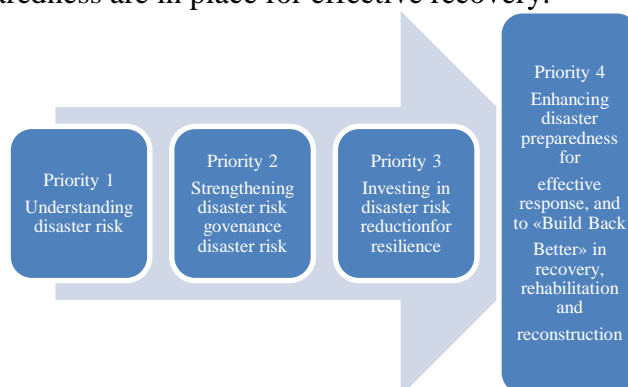 aredness are in place for effective recovery.
Priority 1
Understanding
disaster risk
Priority 2
Strengthening
disaster risk
govenance
disaster risk
Priority 3
Investing in
disaster risk
reductionfor
resilience
Priority 4
Enhancing
disaster
preparedness
for
effective
response, and
to «Build Back
Better» in
recovery,
rehabilitation
and
reconstruction